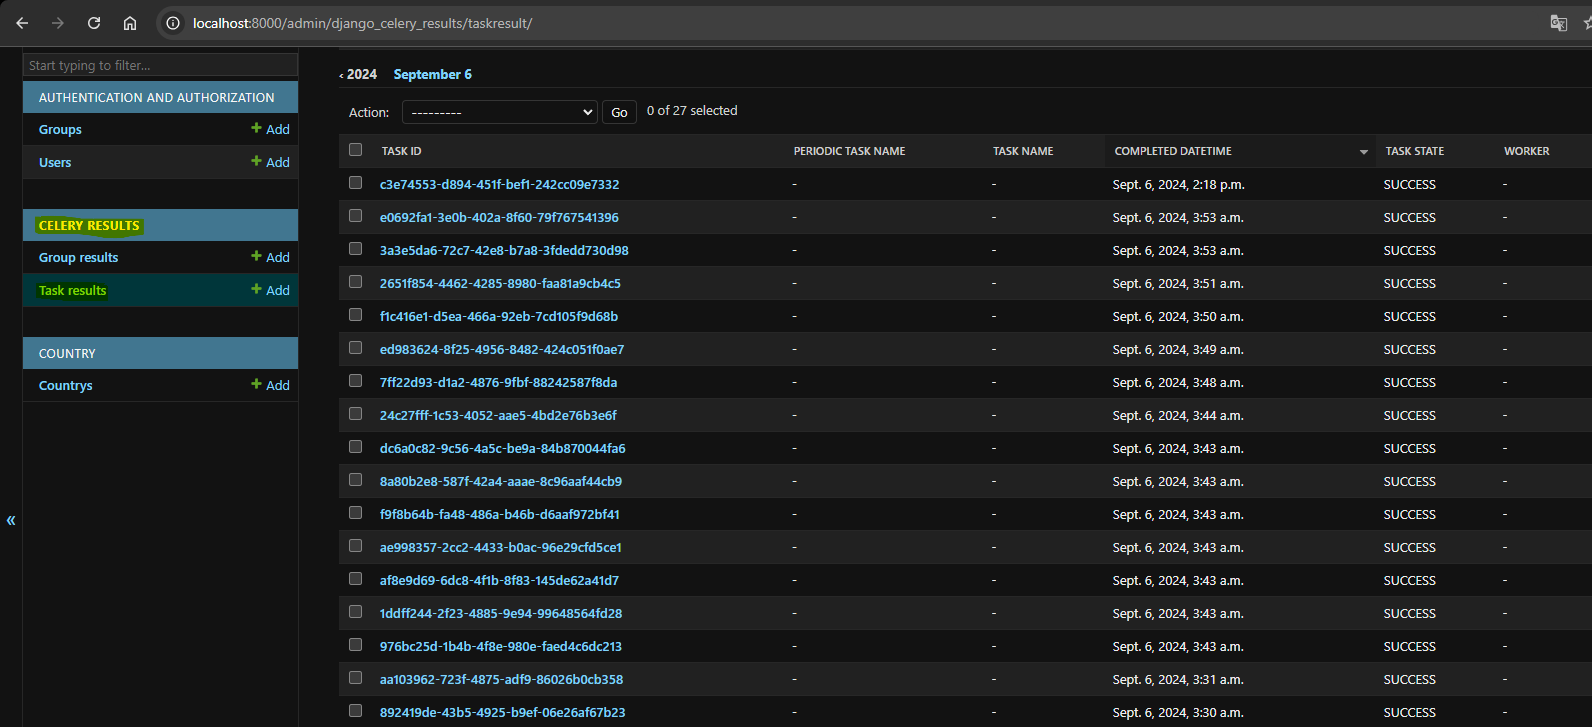 localhost:8000/admin/django_celery_results/taskresult/
Start typing to filter...
AUTHENTICATION AND AUTHORIZATION
Groups + Add
Users + Add
CELERY RESULTS
Group results + Add
Task results + Add
COUNTRY
Countrys + Add
«
‹ 2024 September 6
Action: --------- Go 0 of 27 selected
TASK ID PERIODIC TASK NAME TASK NAME COMPLETED DATETIME TASK STATE WORKER
c3e74553-d894-451f-bef1-242cc09e7332 - - Sept. 6, 2024, 2:18 p.m. SUCCESS -
e0692fa1-3e0b-402a-8f60-79f767541396 - - Sept. 6, 2024, 3:53 a.m. SUCCESS -
3a3e5da6-72c7-42e8-b7a8-3fdedd730d98 - - Sept. 6, 2024, 3:53 a.m. SUCCESS -
2651f854-4462-4285-8980-faa81a9cb4c5 - - Sept. 6, 2024, 3:51 a.m. SUCCESS -
f1c416e1-d5ea-466a-92eb-7cd105f9d68b - - Sept. 6, 2024, 3:50 a.m. SUCCESS -
ed983624-8f25-4956-8482-424c051f0ae7 - - Sept. 6, 2024, 3:49 a.m. SUCCESS -
7ff22d93-d1a2-4876-9fbf-88242587f8da - - Sept. 6, 2024, 3:48 a.m. SUCCESS -
24c27fff-1c53-4052-aae5-4bd2e76b3e6f - - Sept. 6, 2024, 3:44 a.m. SUCCESS -
dc6a0c82-9c56-4a5c-be9a-84b870044fa6 - - Sept. 6, 2024, 3:43 a.m. SUCCESS -
8a80b2e8-587f-42a4-aaae-8c96aaf44cb9 - - Sept. 6, 2024, 3:43 a.m. SUCCESS -
f9f8b64b-fa48-486a-b46b-d6aaf972bf41 - - Sept. 6, 2024, 3:43 a.m. SUCCESS -
ae998357-2cc2-4433-b0ac-96e29cfd5ce1 - - Sept. 6, 2024, 3:43 a.m. SUCCESS -
af8e9d69-6dc8-4f1b-8f83-145de62a41d7 - - Sept. 6, 2024, 3:43 a.m. SUCCESS -
1ddff244-2f23-4885-9e94-99648564fd28 - - Sept. 6, 2024, 3:43 a.m. SUCCESS -
976bc25d-1b4b-4f8e-980e-faed4c6dc213 - - Sept. 6, 2024, 3:43 a.m. SUCCESS -
aa103962-723f-4875-adf9-86026b0cb358 - - Sept. 6, 2024, 3:31 a.m. SUCCESS -
892419de-43b5-4925-b9ef-06e26af67b23 - - Sept. 6, 2024, 3:30 a.m. SUCCESS -